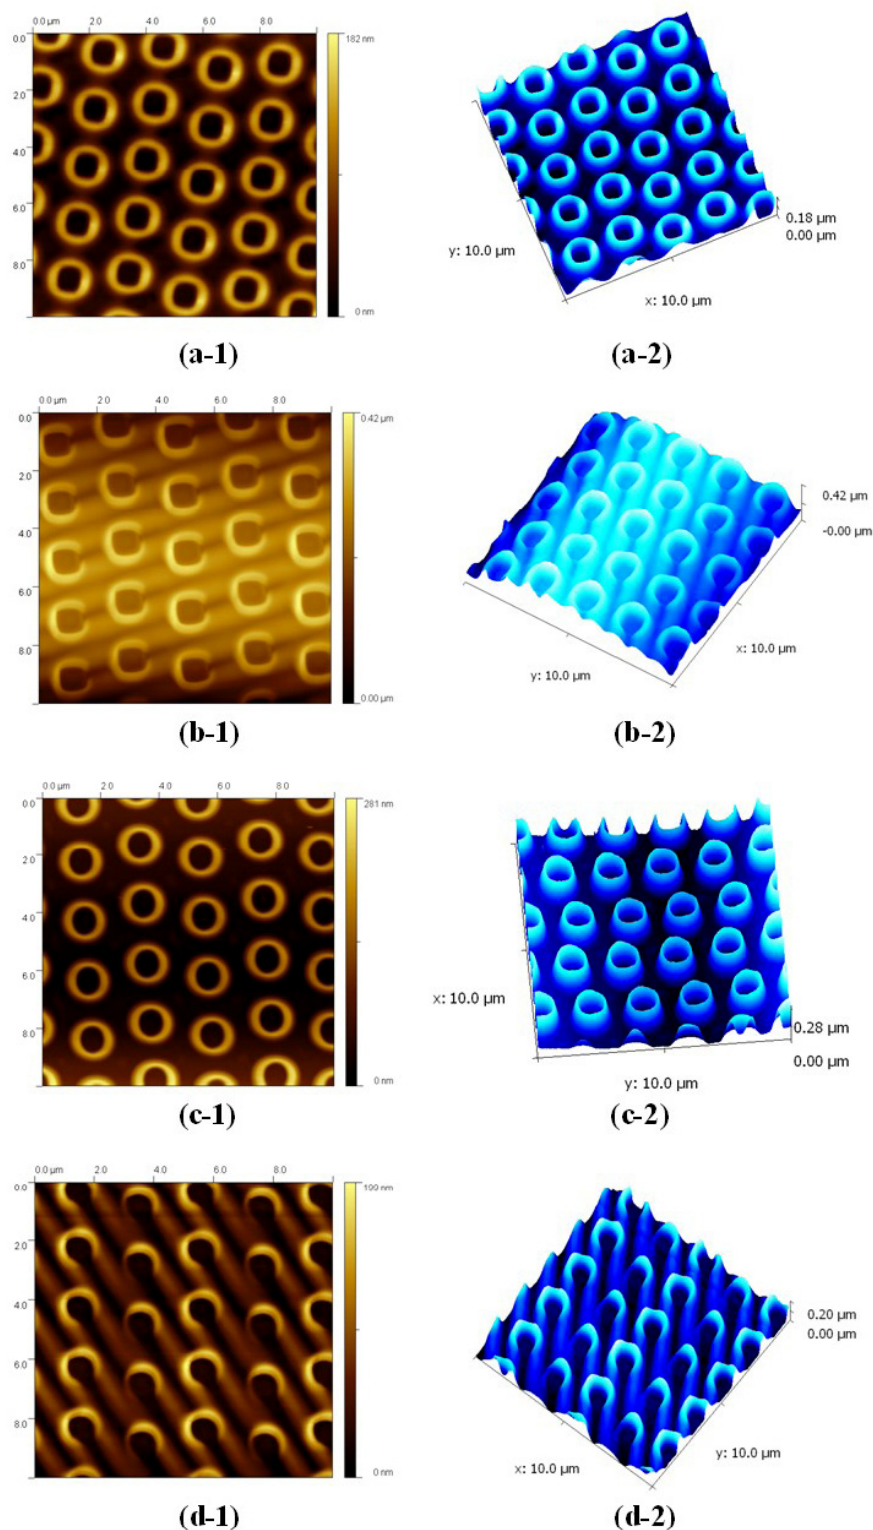 0.0 µm 2.0 4.0 6.0 8.0
0.0
2.0
4.0
6.0
8.0
182 nm
0 nm
y: 10.0 µm
x: 10.0 µm
0.18 µm
0.00 µm
(a-1)
(a-2)
0.0 µm 2.0 4.0 6.0 8.0
0.0
2.0
4.0
6.0
8.0
0.42 µm
0.00 µm
0.42 µm
-0.00 µm
x: 10.0 µm
y: 10.0 µm
(b-1)
(b-2)
0.0 µm 2.0 4.0 6.0 8.0
0.0
2.0
4.0
6.0
8.0
281 nm
0 nm
x: 10.0 µm
0.28 µm
0.00 µm
y: 10.0 µm
(c-1)
(c-2)
0.0 µm 2.0 4.0 6.0 8.0
0.0
2.0
4.0
6.0
8.0
199 nm
0 nm
0.20 µm
0.00 µm
y: 10.0 µm
x: 10.0 µm
(d-1)
(d-2)